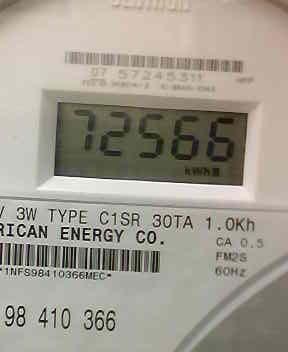 07 57245311
72566
kWh
V 3W TYPE C1SR 30TA 1.0Kh
RICAN ENERGY CO.
CA 0.5
FM2S
60Hz
*1NFS98410366MEC*
98 410 366